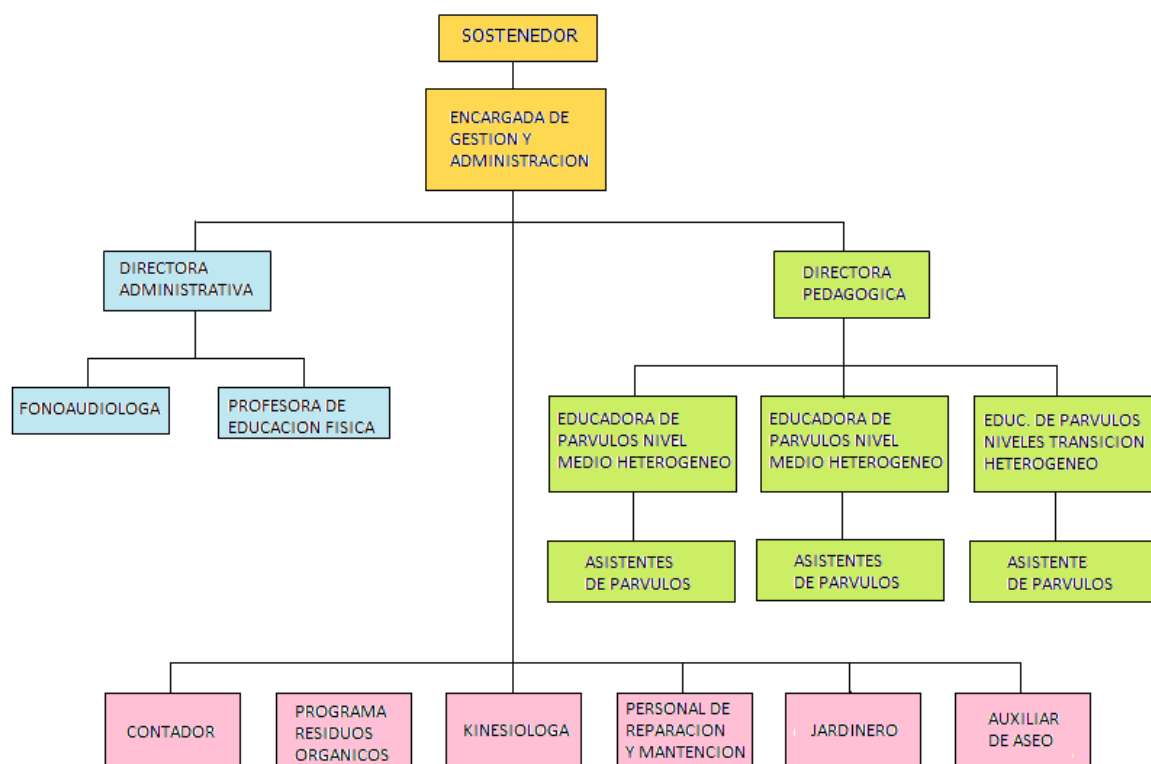 SOSTENEDOR
ENCARGADA DE
GESTION Y
ADMINISTRACION
DIRECTORA
ADMINISTRATIVA
DIRECTORA
PEDAGOGICA
FONOAUDIOLOGA
PROFESORA DE
EDUCACION FISICA
EDUCADORA DE
PARVULOS NIVEL
MEDIO HETEROGENEO
EDUCADORA DE
PARVULOS NIVEL
MEDIO HETEROGENEO
EDUC. DE PARVULOS
NIVELES TRANSICION
HETEROGENEO
ASISTENTES
DE PARVULOS
ASISTENTES
DE PARVULOS
ASISTENTE
DE PARVULOS
CONTADOR
PROGRAMA
RESIDUOS
ORGANICOS
KINESIOLOGA
PERSONAL DE
REPARACION
Y MANTENCION
JARDINERO
AUXILIAR
DE ASEO